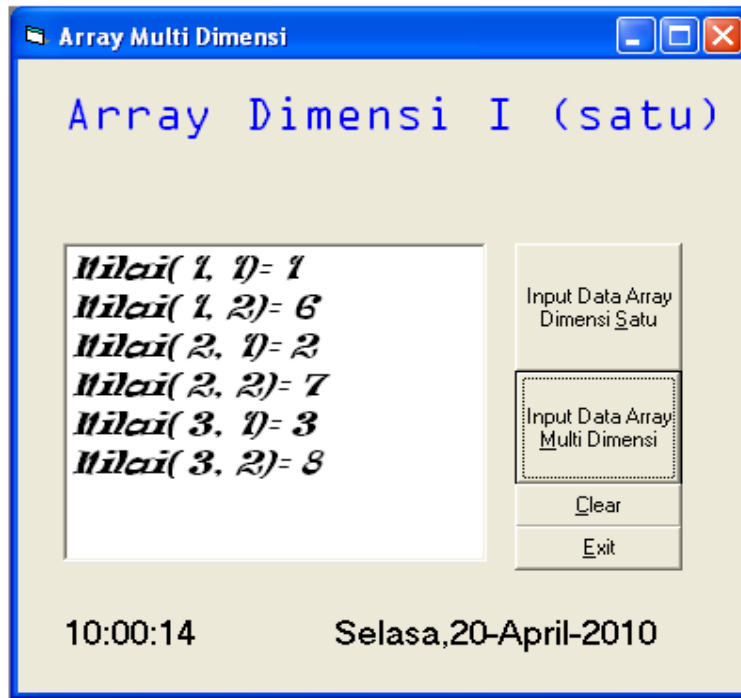 Array Multi Dimensi
Array Dimensi I (satu)
Nilai( 1, 1)= 1
Nilai( 1, 2)= 6
Nilai( 2, 1)= 2
Nilai( 2, 2)= 7
Nilai( 3, 1)= 3
Nilai( 3, 2)= 8
Input Data Array
Dimensi Satu
Input Data Array
Multi Dimensi
Clear
Exit
10:00:14
Selasa,20-April-2010